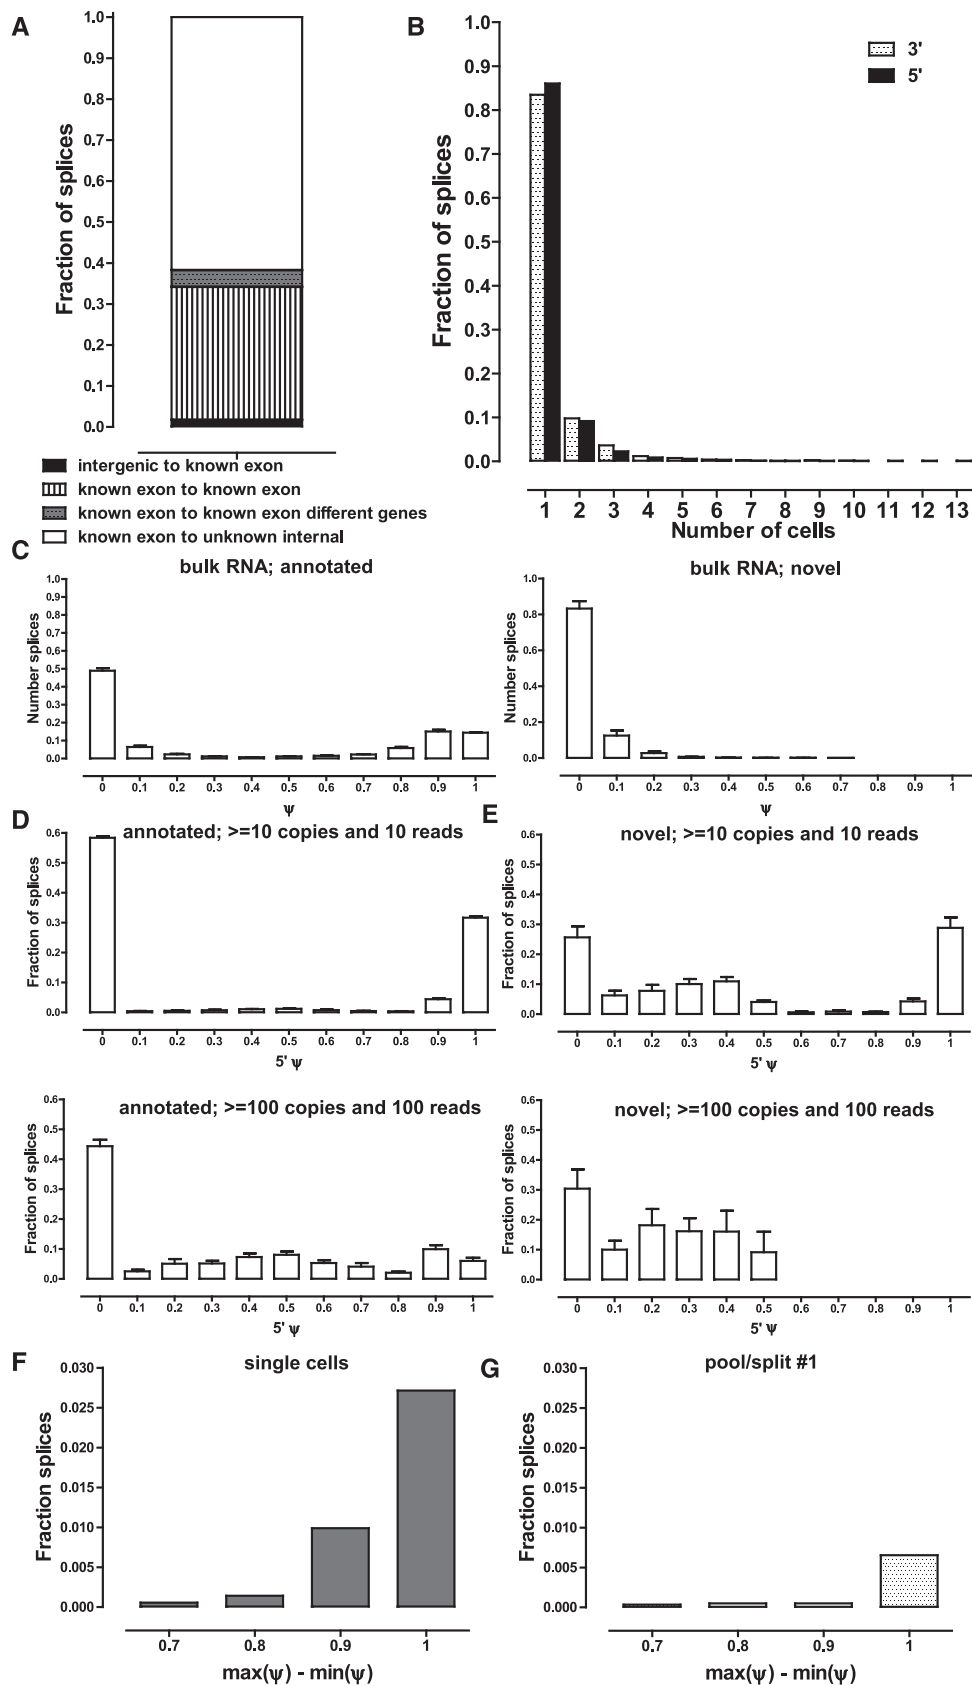 A
1.0
0.9
0.8
0.7
0.6
0.5
0.4
0.3
0.2
0.1
0.0
Fraction of splices
intergenic to known exon
known exon to known exon
known exon to known exon different genes
known exon to unknown internal
B
1.0
0.9
0.8
0.7
0.6
0.5
0.4
0.3
0.2
0.1
0.0
Fraction of splices
3'
5'
1 2 3 4 5 6 7 8 9 10 11 12 13
Number of cells
C
bulk RNA; annotated
1.0
0.9
0.8
0.7
0.6
0.5
0.4
0.3
0.2
0.1
0.0
Number splices
0 0.1 0.2 0.3 0.4 0.5 0.6 0.7 0.8 0.9 1
ψ
bulk RNA; novel
1.0
0.8
0.6
0.4
0.2
0.0
Number splices
0 0.1 0.2 0.3 0.4 0.5 0.6 0.7 0.8 0.9 1
ψ
D
annotated; >=10 copies and 10 reads
0.6
0.5
0.4
0.3
0.2
0.1
0.0
Fraction of splices
0 0.1 0.2 0.3 0.4 0.5 0.6 0.7 0.8 0.9 1
5' ψ
E
novel; >=10 copies and 10 reads
0.6
0.5
0.4
0.3
0.2
0.1
0.0
Fraction of splices
0 0.1 0.2 0.3 0.4 0.5 0.6 0.7 0.8 0.9 1
5' ψ
annotated; >=100 copies and 100 reads
0.6
0.5
0.4
0.3
0.2
0.1
0.0
Fraction of splices
0 0.1 0.2 0.3 0.4 0.5 0.6 0.7 0.8 0.9 1
5' ψ
novel; >=100 copies and 100 reads
0.6
0.5
0.4
0.3
0.2
0.1
0.0
Fraction of splices
0 0.1 0.2 0.3 0.4 0.5 0.6 0.7 0.8 0.9 1
5' ψ
F
single cells
0.030
0.025
0.020
0.015
0.010
0.005
0.000
Fraction splices
0.7 0.8 0.9 1
max(ψ) - min(ψ)
G
pool/split #1
0.030
0.025
0.020
0.015
0.010
0.005
0.000
Fraction splices
0.7 0.8 0.9 1
max(ψ) - min(ψ)